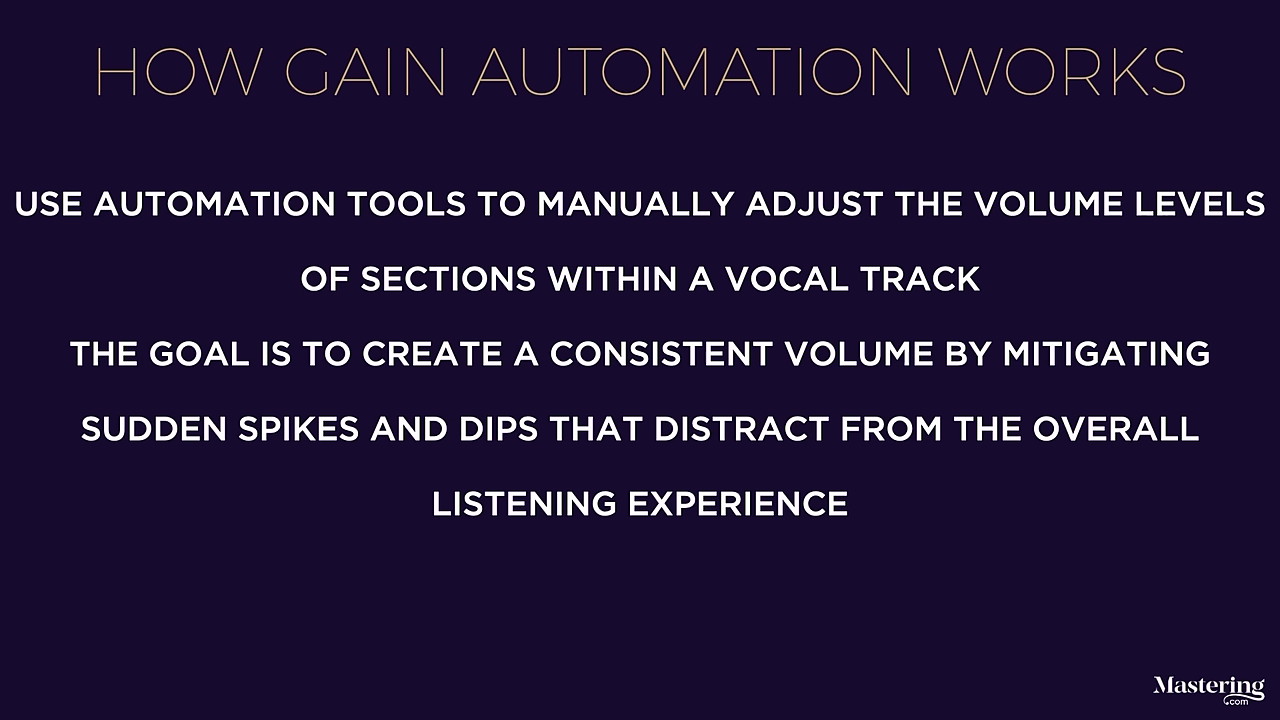 HOW GAIN AUTOMATION WORKS
USE AUTOMATION TOOLS TO MANUALLY ADJUST THE VOLUME LEVELS
OF SECTIONS WITHIN A VOCAL TRACK
THE GOAL IS TO CREATE A CONSISTENT VOLUME BY MITIGATING
SUDDEN SPIKES AND DIPS THAT DISTRACT FROM THE OVERALL
LISTENING EXPERIENCE
Mastering
.com